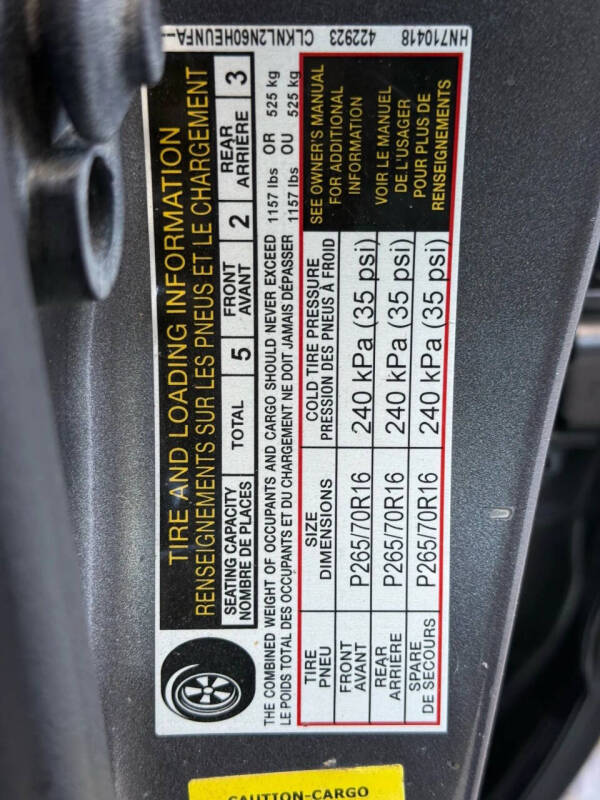 TIRE AND LOADING INFORMATION
RENSEIGNEMENTS SUR LES PNEUS ET LE CHARGEMENT
SEATING CAPACITY
NOMBRE DE PLACES
TOTAL 5
FRONT
AVANT
2
REAR
ARRIÈRE
3
THE COMBINED WEIGHT OF OCCUPANTS AND CARGO SHOULD NEVER EXCEED 1157 lbs OR 525 kg
LE POIDS TOTAL DES OCCUPANTS ET DU CHARGEMENT NE DOIT JAMAIS DÉPASSER 1157 lbs OU 525 kg
TIRE
PNEU
SIZE
DIMENSIONS
COLD TIRE PRESSURE
PRESSION DES PNEUS À FROID
FRONT
AVANT
P265/70R16
240 kPa (35 psi)
REAR
ARRIÈRE
P265/70R16
240 kPa (35 psi)
SPARE
DE SECOURS
P265/70R16
240 kPa (35 psi)
SEE OWNER'S MANUAL
FOR ADDITIONAL
INFORMATION
VOIR LE MANUEL
DE L'USAGER
POUR PLUS DE
RENSEIGNEMENTS
CLKNL2N60HEUNFA-- 422923 HN710418
CAUTION-CARGO